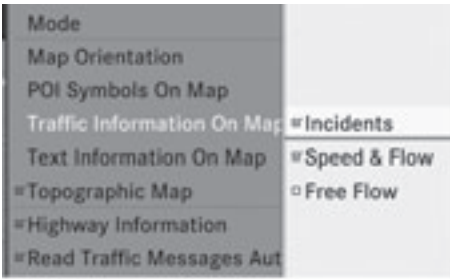 Mode
Map Orientation
POI Symbols On Map
Traffic Information On Map
Incidents
Text Information On Map
Speed & Flow
Topographic Map
Free Flow
Highway Information
Read Traffic Messages Aut